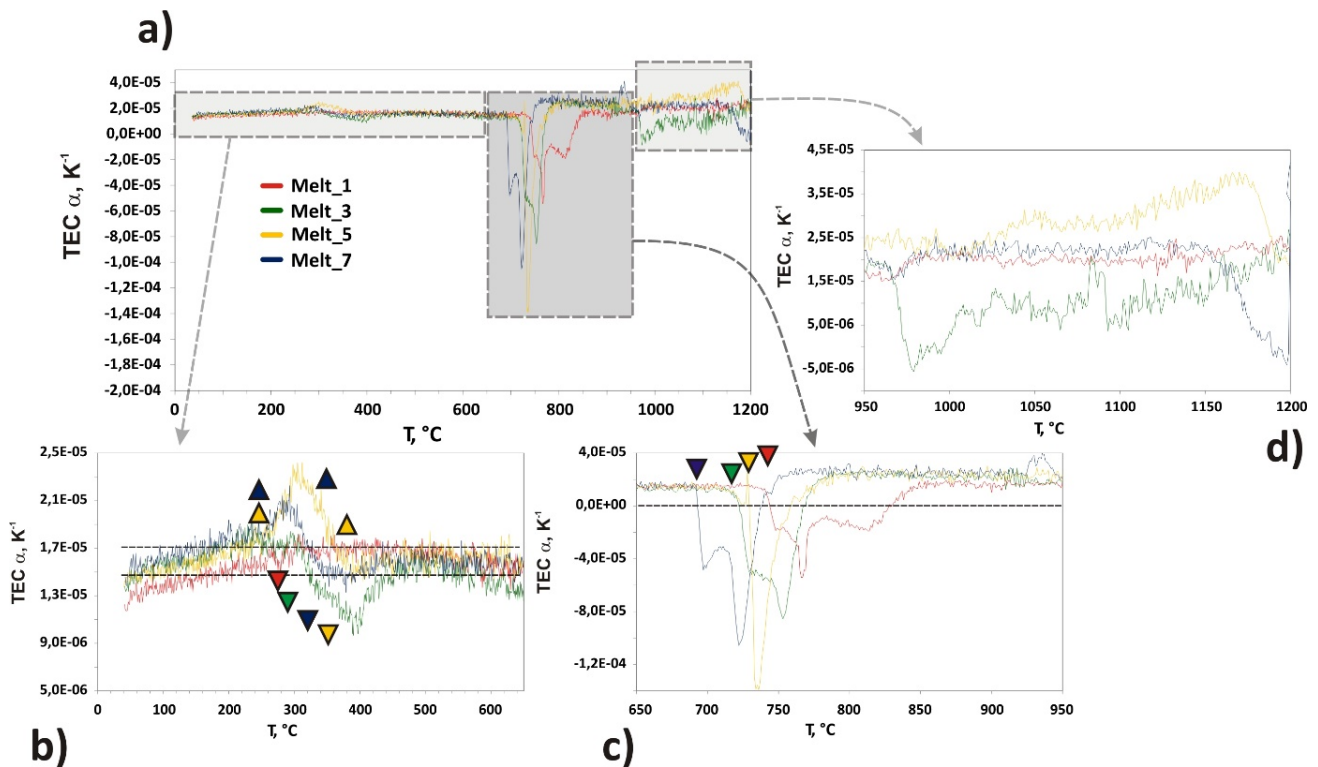 a)
4,0E-05
2,0E-05
0,0E+00
-2,0E-05
-4,0E-05
-6,0E-05
-8,0E-05
-1,0E-04
-1,2E-04
-1,4E-04
-1,6E-04
-1,8E-04
-2,0E-04
TEC α, K-1
Melt_1
Melt_3
Melt_5
Melt_7
0 200 400 600 800 1000 1200
T, °C
4,5E-05
3,5E-05
2,5E-05
1,5E-05
5,0E-06
-5,0E-06
TEC α, K-1
950 1000 1050 1100 1150 1200
T, °C
d)
2,5E-05
2,1E-05
1,7E-05
1,3E-05
9,0E-06
5,0E-06
TEC α, K-1
0 100 200 300 400 500 600
T, °C
b)
4,0E-05
0,0E+00
-4,0E-05
-8,0E-05
-1,2E-04
TEC α, K-1
650 700 750 800 850 900 950
T, °C
c)